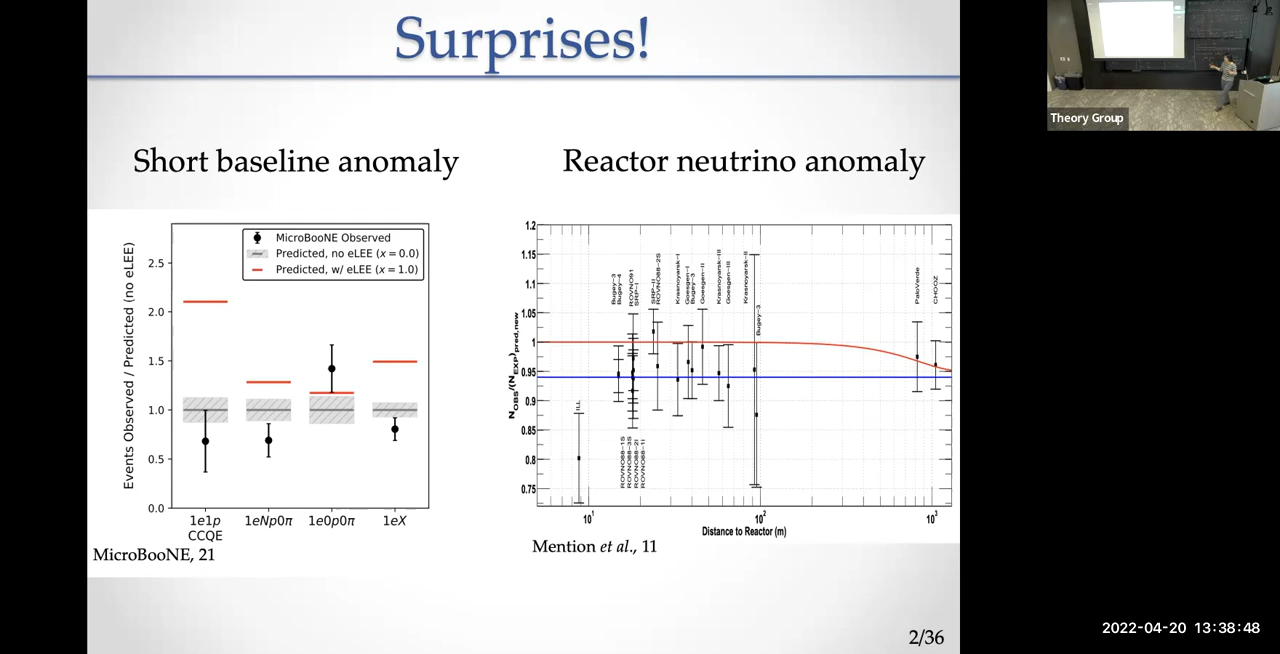 Surprises!
Theory Group
Short baseline anomaly
Reactor neutrino anomaly
Events Observed / Predicted (no eLEE)
MicroBooNE Observed
Predicted, no eLEE (x = 0.0)
Predicted, w/ eLEE (x = 1.0)
2.5
2.0
1.5
1.0
0.5
0.0
1e1p
CCQE
1eNp0π
1e0p0π
1eX
MicroBooNE, 21
N_OBS/(N_EXP)_pred,new
1.2
1.15
1.1
1.05
1
0.95
0.9
0.85
0.8
0.75
ILL
Bugey-3
Bugey-4
ROVNO91
SRP-I
SRP-II
ROVNO88-2S
Krasnoyarsk-I
Goesgen-I
Bugey-3
Goesgen-II
Krasnoyarsk-III
Goesgen-III
Krasnoyarsk-II
Bugey-3
PaloVerde
CHOOZ
ROVNO88-1S
ROVNO88-3S
ROVNO88-2I
ROVNO88-1I
10¹
10²
10³
Distance to Reactor (m)
Mention et al., 11
2022-04-20 13:38:48
2/36